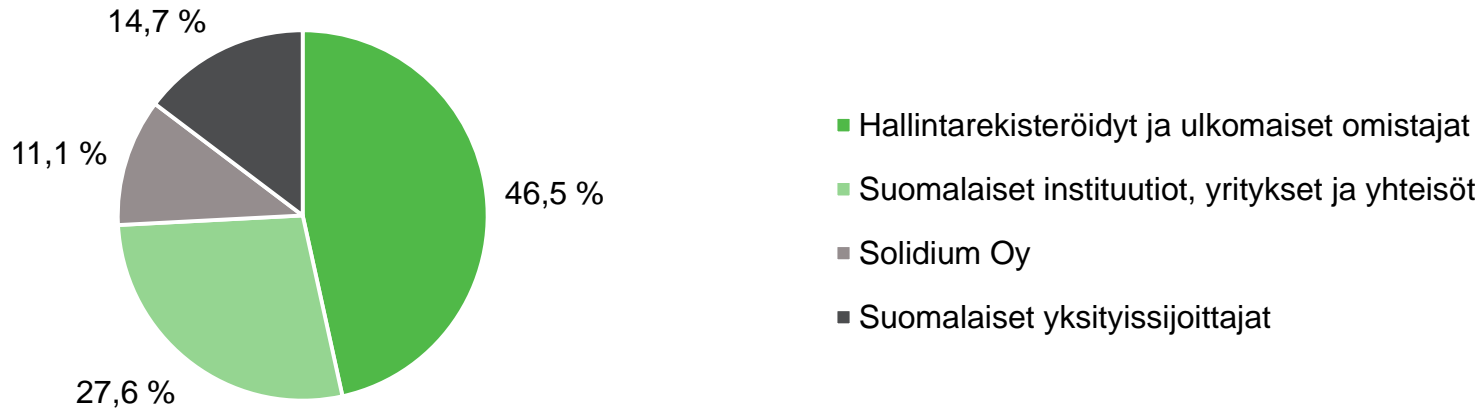 14,7 %
11,1 %
46,5 %
27,6 %
Hallintarekisteröidyt ja ulkomaiset omistajat
Suomalaiset instituutiot, yritykset ja yhteisöt
Solidium Oy
Suomalaiset yksityissijoittajat